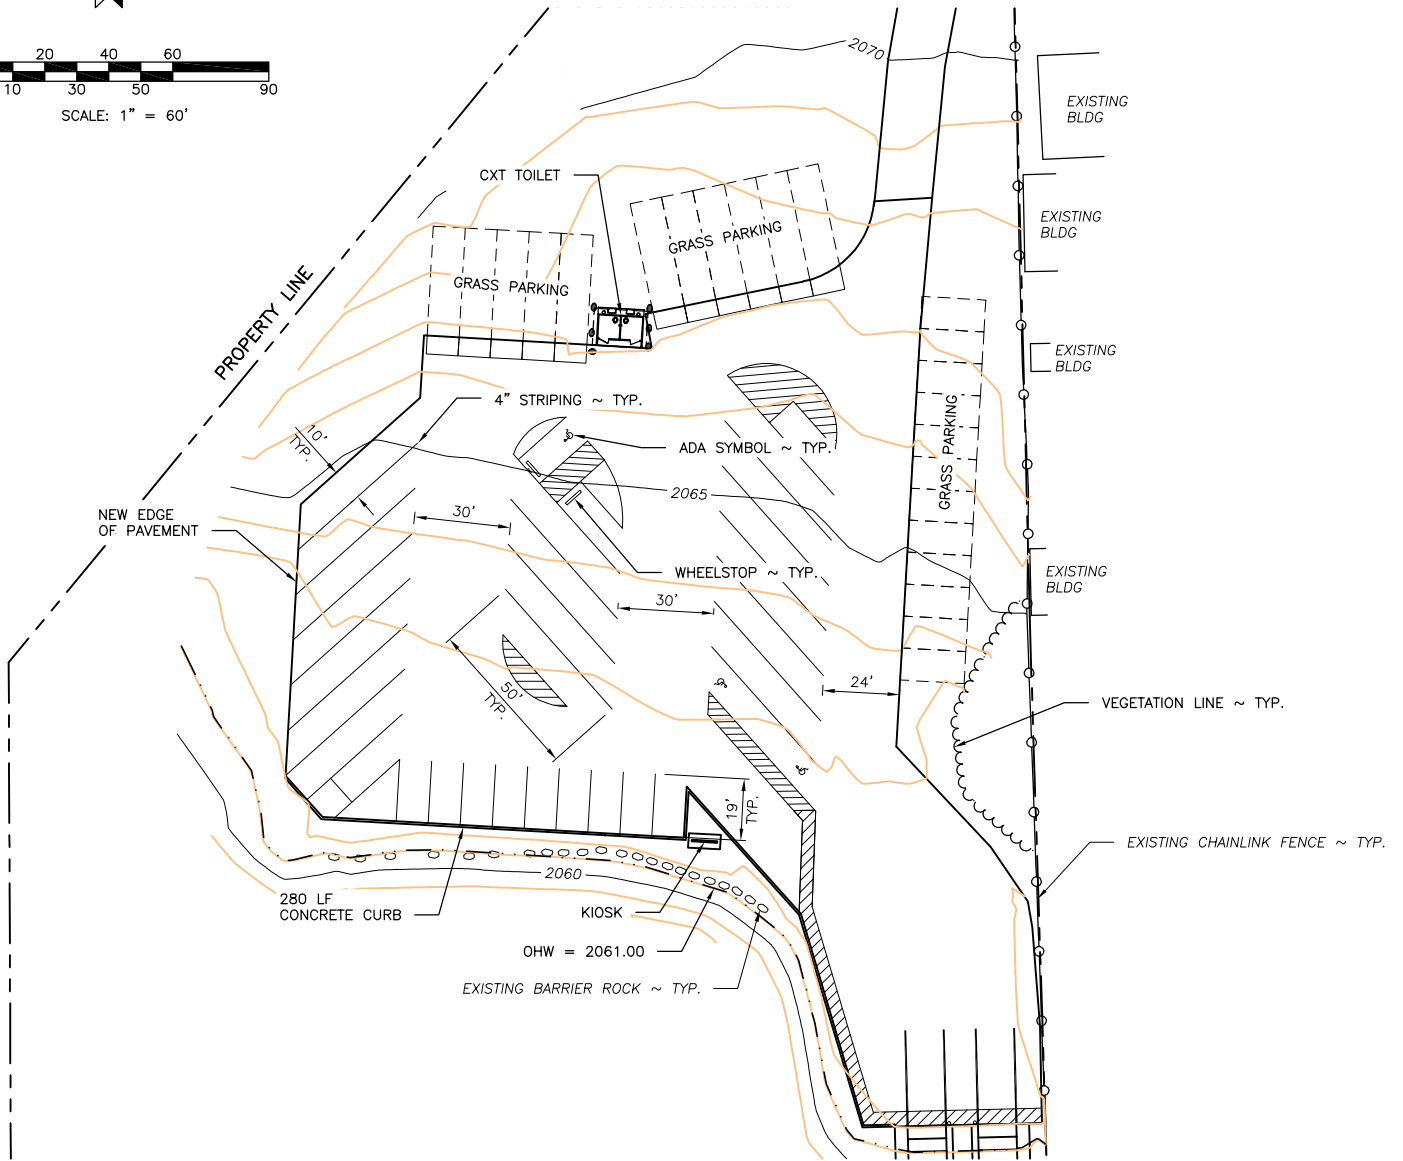 20 40 60
10 30 50 90
SCALE: 1" = 60'
2070
EXISTING
BLDG
CXT TOILET
EXISTING
BLDG
GRASS PARKING
GRASS PARKING
PROPERTY LINE
EXISTING
BLDG
4" STRIPING ~ TYP.
10'
TYP.
ADA SYMBOL ~ TYP.
GRASS PARKING
2065
30'
NEW EDGE
OF PAVEMENT
WHEELSTOP ~ TYP.
EXISTING
BLDG
30'
50'
TYP.
24'
VEGETATION LINE ~ TYP.
19'
TYP.
EXISTING CHAINLINK FENCE ~ TYP.
2060
280 LF
CONCRETE CURB
KIOSK
OHW = 2061.00
EXISTING BARRIER ROCK ~ TYP.